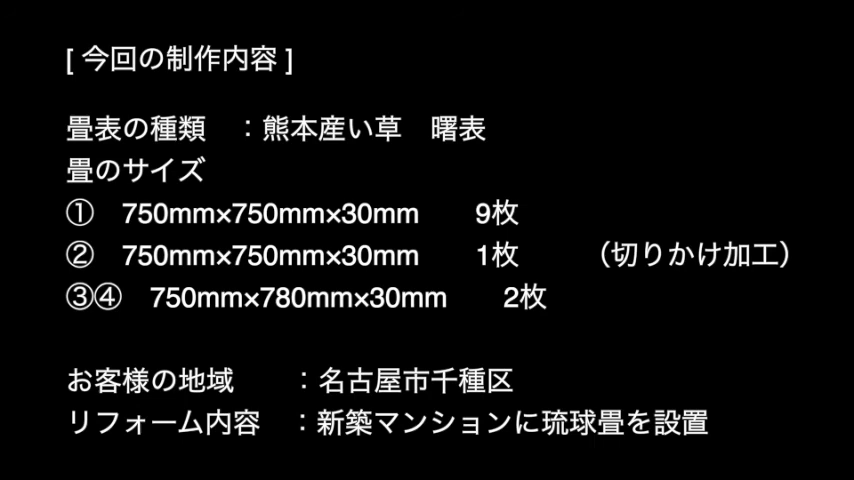 [ 今回の制作内容 ]
畳表の種類　：熊本産い草　曙表
畳のサイズ
①　750mm×750mm×30mm　　9枚
②　750mm×750mm×30mm　　1枚　　　（切りかけ加工）
③④　750mm×780mm×30mm　　2枚
お客様の地域　　：名古屋市千種区
リフォーム内容　：新築マンションに琉球畳を設置